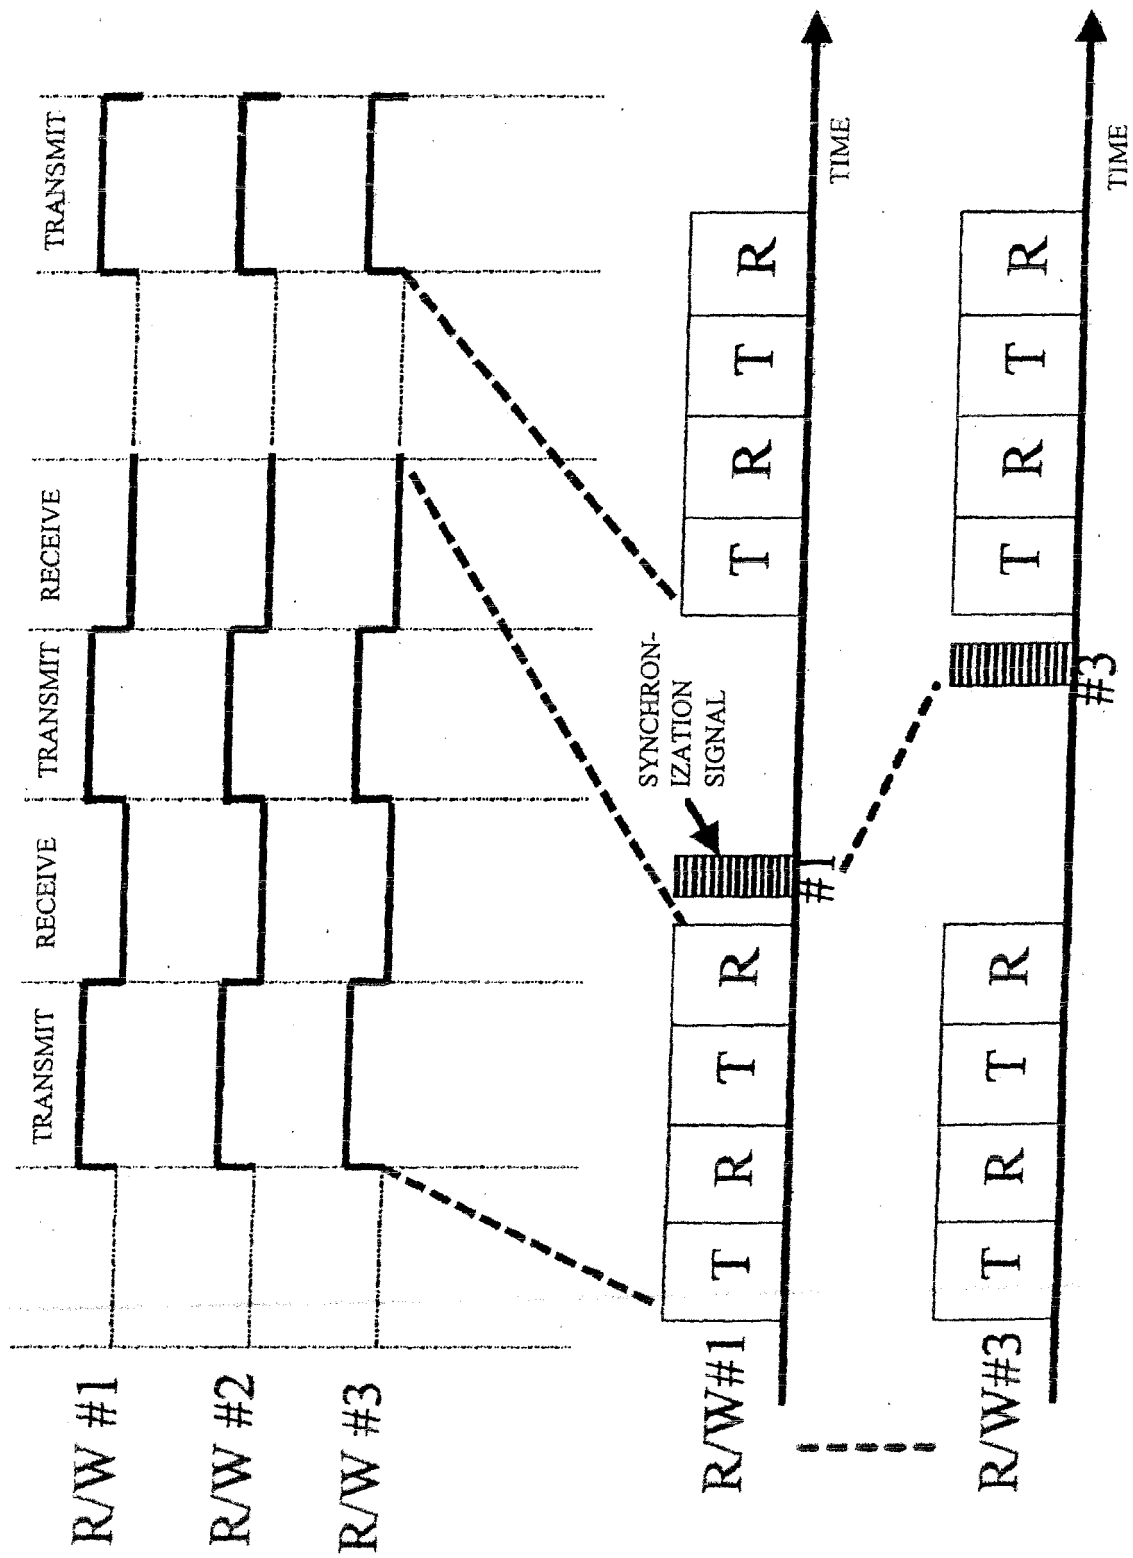 TRANSMIT
RECEIVE
TRANSMIT
RECEIVE
TRANSMIT
R/W #1
R/W #2
R/W #3
SYNCHRON-
IZATION
SIGNAL
R/W#1
T
R
T
R
#1
T
R
T
R
TIME
R/W#3
T
R
T
R
#3
T
R
T
R
TIME